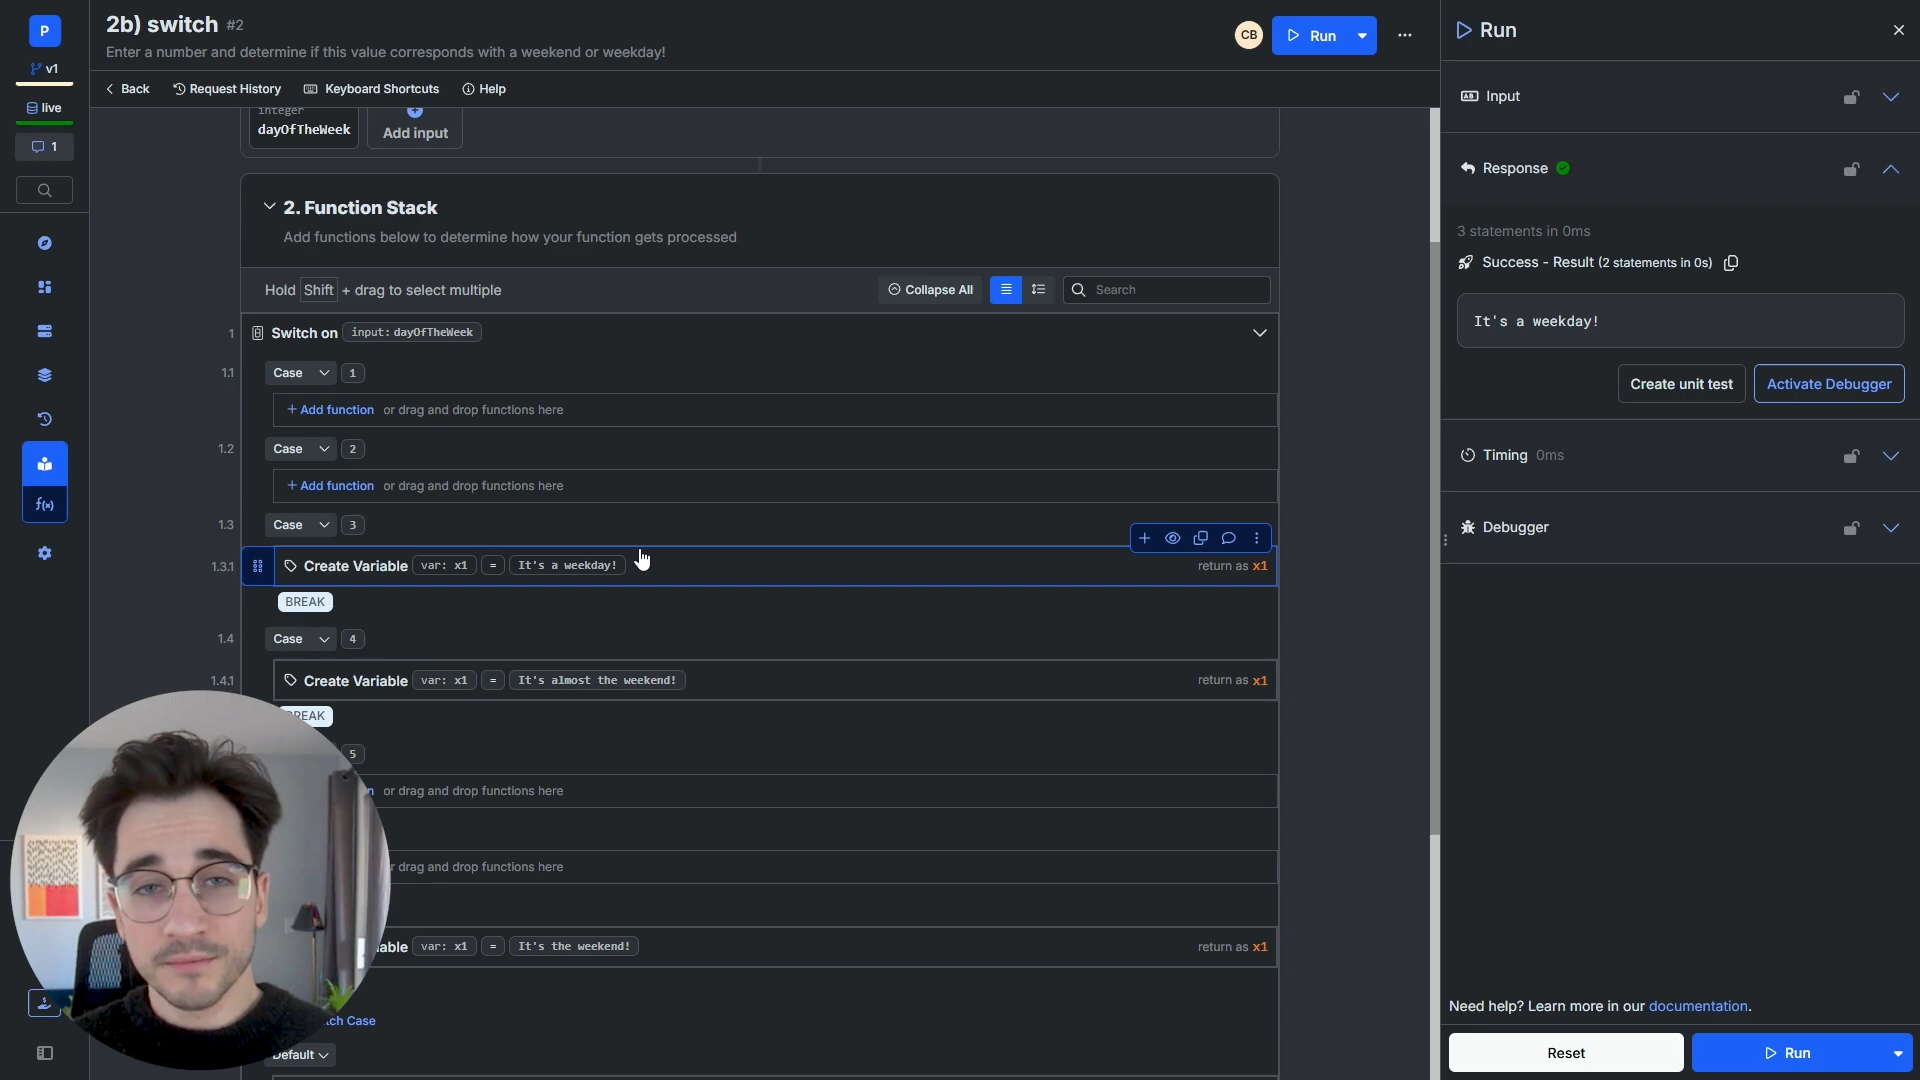 P
2b) switch #2
Enter a number and determine if this value corresponds with a weekend or weekday!
CB
Run
v1
live
1
Back
Request History
Keyboard Shortcuts
Help
integer
dayOfTheWeek
Add input
2. Function Stack
Add functions below to determine how your function gets processed
Hold Shift + drag to select multiple
Collapse All
Search
1 Switch on input: dayOfTheWeek
1.1 Case 1
+ Add function or drag and drop functions here
1.2 Case 2
+ Add function or drag and drop functions here
1.3 Case 3
1.3.1 Create Variable var: x1 = It's a weekday! return as x1
BREAK
1.4 Case 4
1.4.1 Create Variable var: x1 = It's almost the weekend! return as x1
REAK
5
n or drag and drop functions here
r drag and drop functions here
able var: x1 = It's the weekend! return as x1
tch Case
Default
f(x)
Run
Input
Response
3 statements in 0ms
Success - Result (2 statements in 0s)
It's a weekday!
Create unit test
Activate Debugger
Timing 0ms
Debugger
Need help? Learn more in our documentation.
Reset
Run